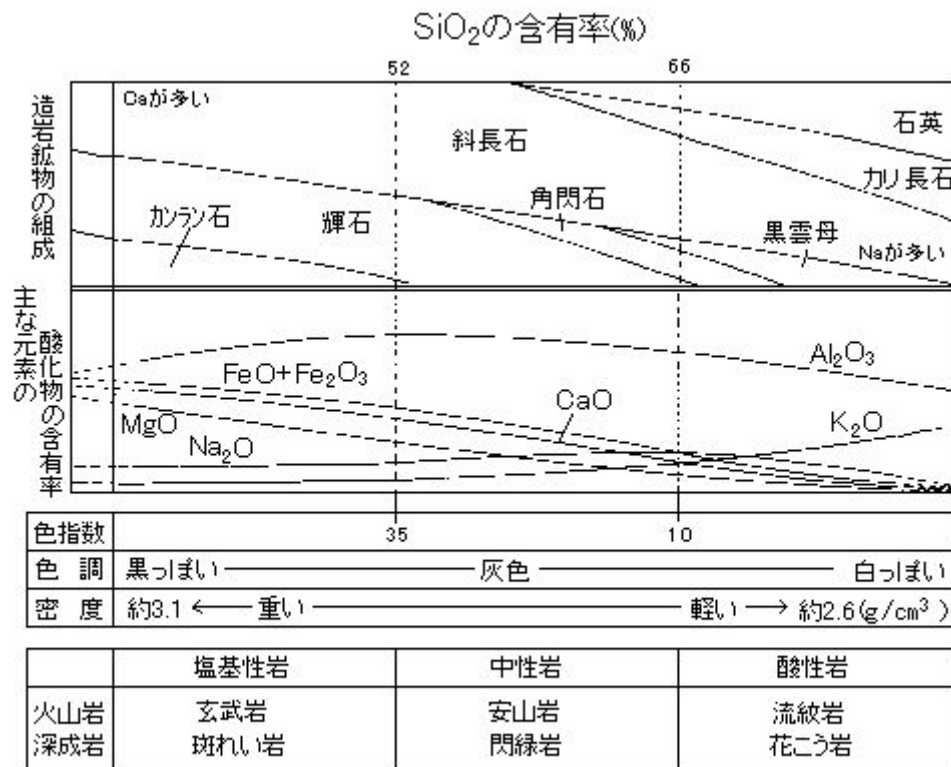 SiO₂の含有率(%)
52 66
造岩鉱物の組成
Caが多い
石英
斜長石
カリ長石
角閃石
カンラン石
輝石
黒雲母
Naが多い
主な元素の
酸化物の含有率
Al₂O₃
FeO+Fe₂O₃
CaO
K₂O
MgO
Na₂O
色指数 35 10
色調 黒っぽい 灰色 白っぽい
密度 約3.1 ← 重い 軽い → 約2.6(g/cm³)
塩基性岩 中性岩 酸性岩
火山岩 玄武岩 安山岩 流紋岩
深成岩 斑れい岩 閃緑岩 花こう岩